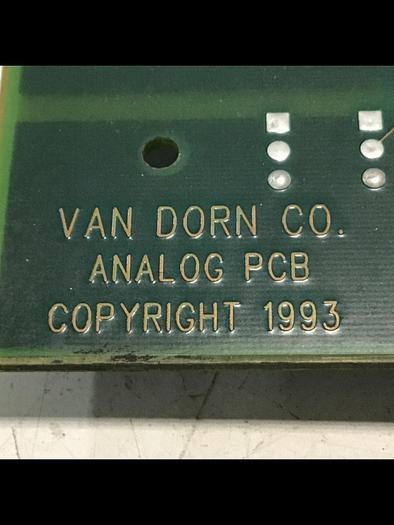 VAN DORN CO.
ANALOG PCB
COPYRIGHT 1993